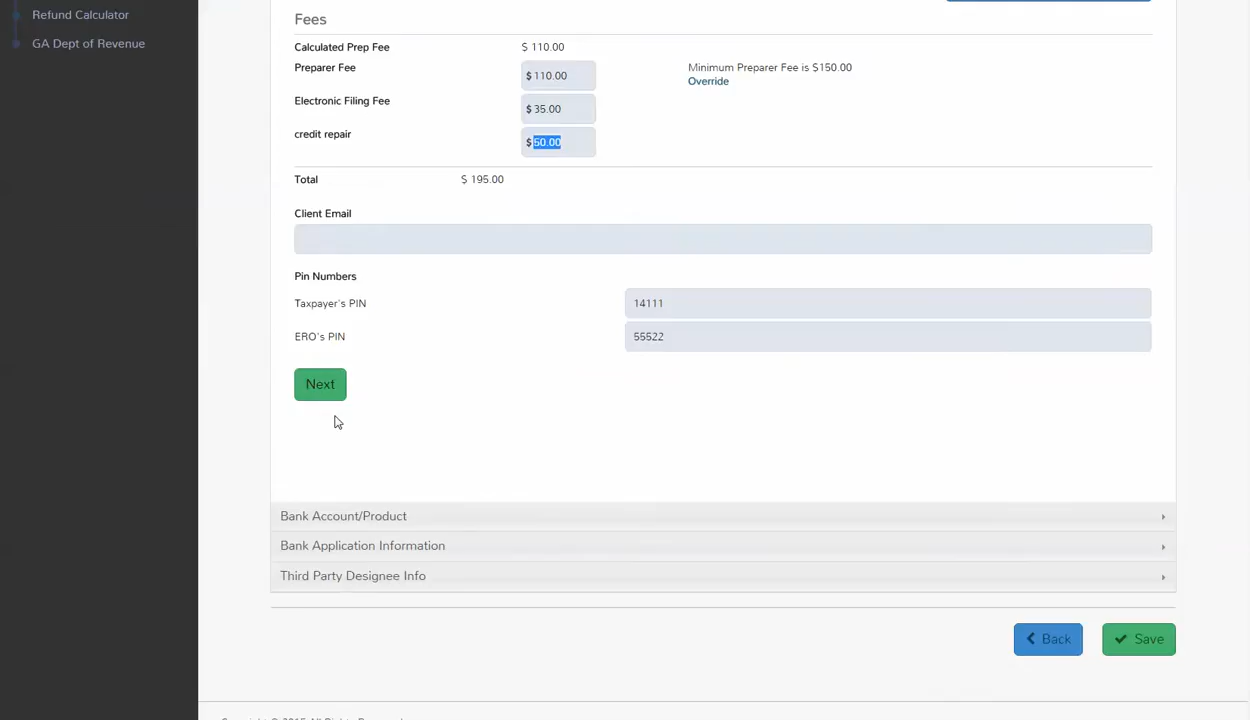 Refund Calculator
GA Dept of Revenue
Fees
Calculated Prep Fee $ 110.00
Preparer Fee $ 110.00 Minimum Preparer Fee is $150.00
Override
Electronic Filing Fee $ 35.00
credit repair $ 50.00
Total $ 195.00
Client Email
Pin Numbers
Taxpayer's PIN 14111
ERO's PIN 55522
Next
Bank Account/Product
Bank Application Information
Third Party Designee Info
Back Save